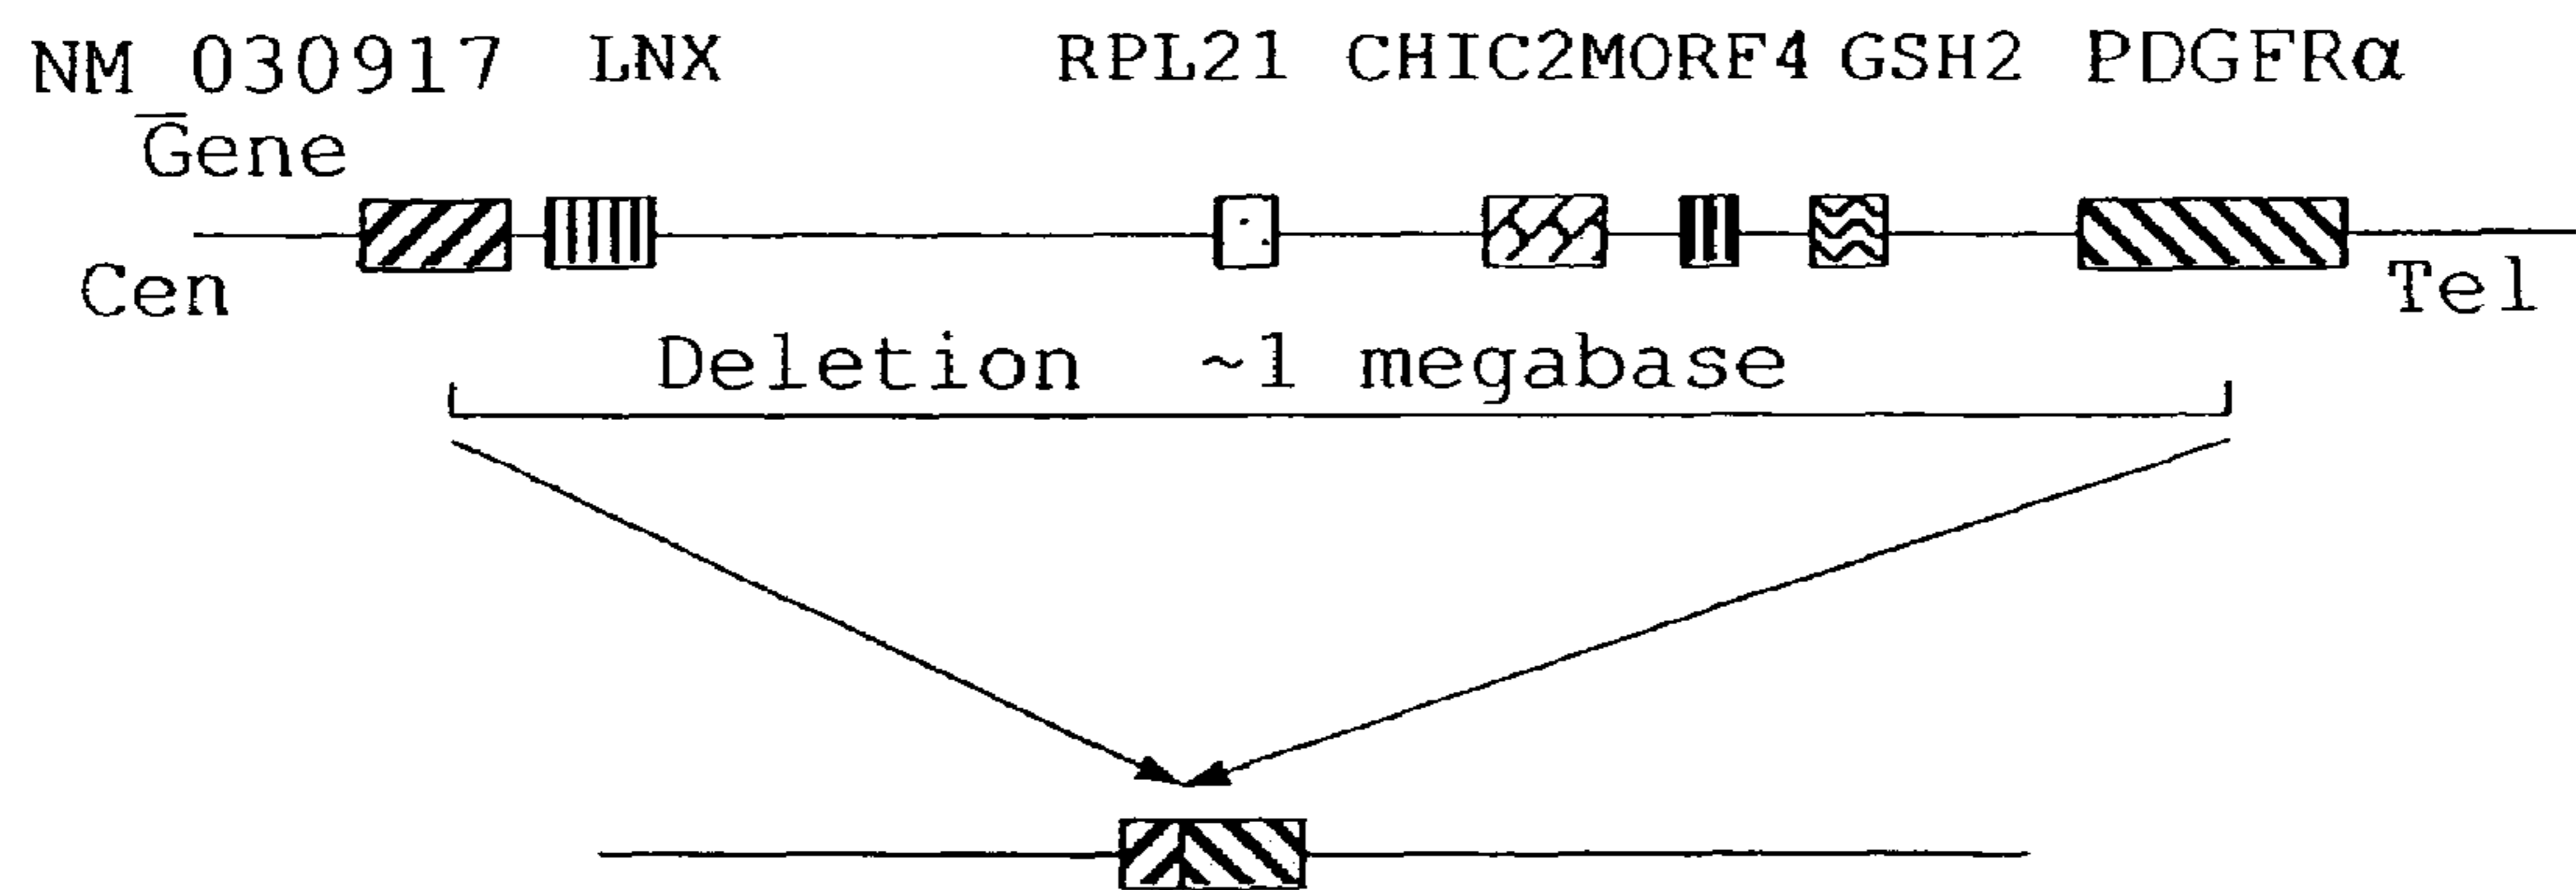 NM_030917 LNX RPL21 CHIC2MORF4 GSH2 PDGFRα
Gene
Cen Tel
Deletion ~1 megabase